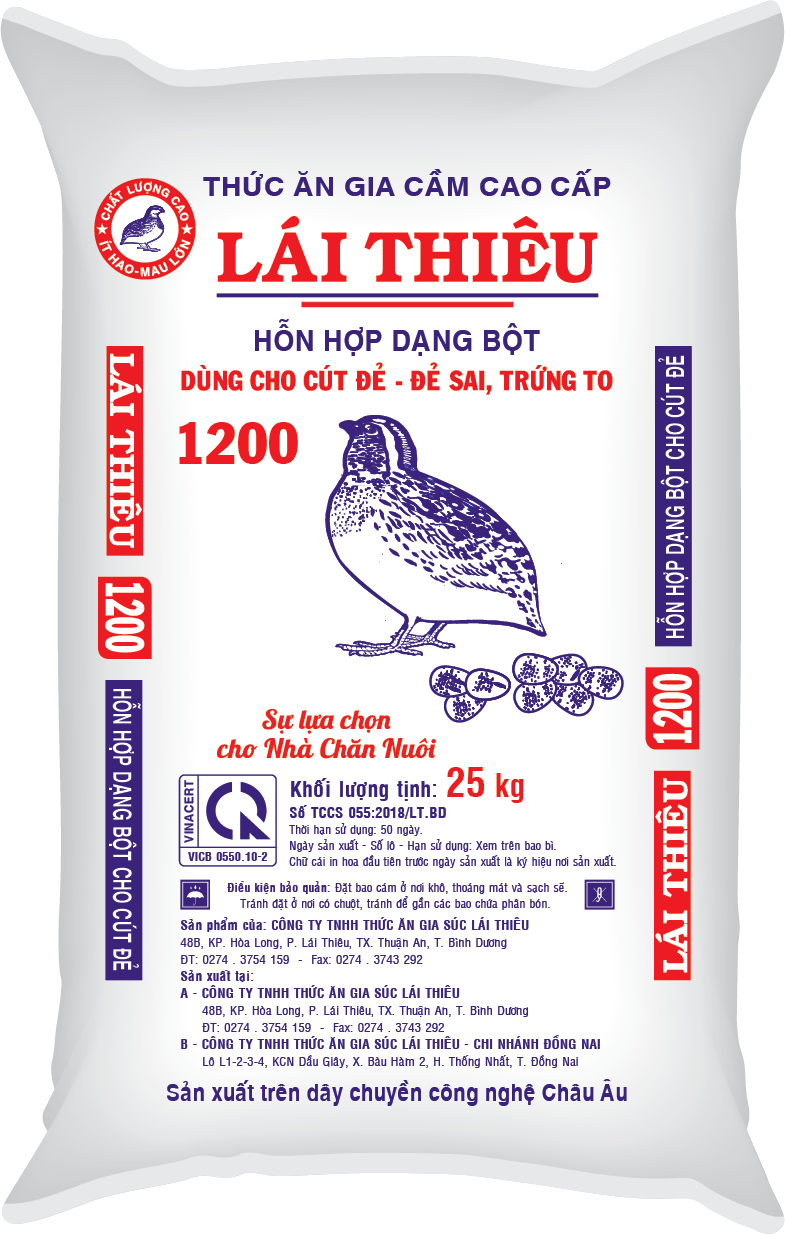 THỨC ĂN GIA CẦM CAO CẤP
CHẤT LƯỢNG CAO
ÍT HAO-MAU LỚN
LÁI THIÊU
HỖN HỢP DẠNG BỘT
DÙNG CHO CÚT ĐẺ - ĐẺ SAI, TRỨNG TO
1200
LÁI THIÊU
1200
HỖN HỢP DẠNG BỘT CHO CÚT ĐẺ
HỖN HỢP DẠNG BỘT CHO CÚT ĐẺ
1200
LÁI THIÊU
Sự lựa chọn
cho Nhà Chăn Nuôi
VINACERT
VICB 0550.10-2
Khối lượng tịnh: 25 kg
Số TCCS 055:2018/LT.BD
Thời hạn sử dụng: 50 ngày.
Ngày sản xuất - Số lô - Hạn sử dụng: Xem trên bao bì.
Chữ cái in hoa đầu tiên trước ngày sản xuất là ký hiệu nơi sản xuất.
Điều kiện bảo quản: Đặt bao cám ở nơi khô, thoáng mát và sạch sẽ.
Tránh đặt ở nơi có chuột, tránh để gần các bao chứa phân bón.
Sản phẩm của: CÔNG TY TNHH THỨC ĂN GIA SÚC LÁI THIÊU
48B, KP. Hòa Long, P. Lái Thiêu, TX. Thuận An, T. Bình Dương
ĐT: 0274 . 3754 159 - Fax: 0274 . 3743 292
Sản xuất tại:
A - CÔNG TY TNHH THỨC ĂN GIA SÚC LÁI THIÊU
48B, KP. Hòa Long, P. Lái Thiêu, TX. Thuận An, T. Bình Dương
ĐT: 0274 . 3754 159 - Fax: 0274 . 3743 292
B - CÔNG TY TNHH THỨC ĂN GIA SÚC LÁI THIÊU - CHI NHÁNH ĐỒNG NAI
Lô L1-2-3-4, KCN Dầu Giây, X. Bàu Hàm 2, H. Thống Nhất, T. Đồng Nai
Sản xuất trên dây chuyền công nghệ Châu Âu